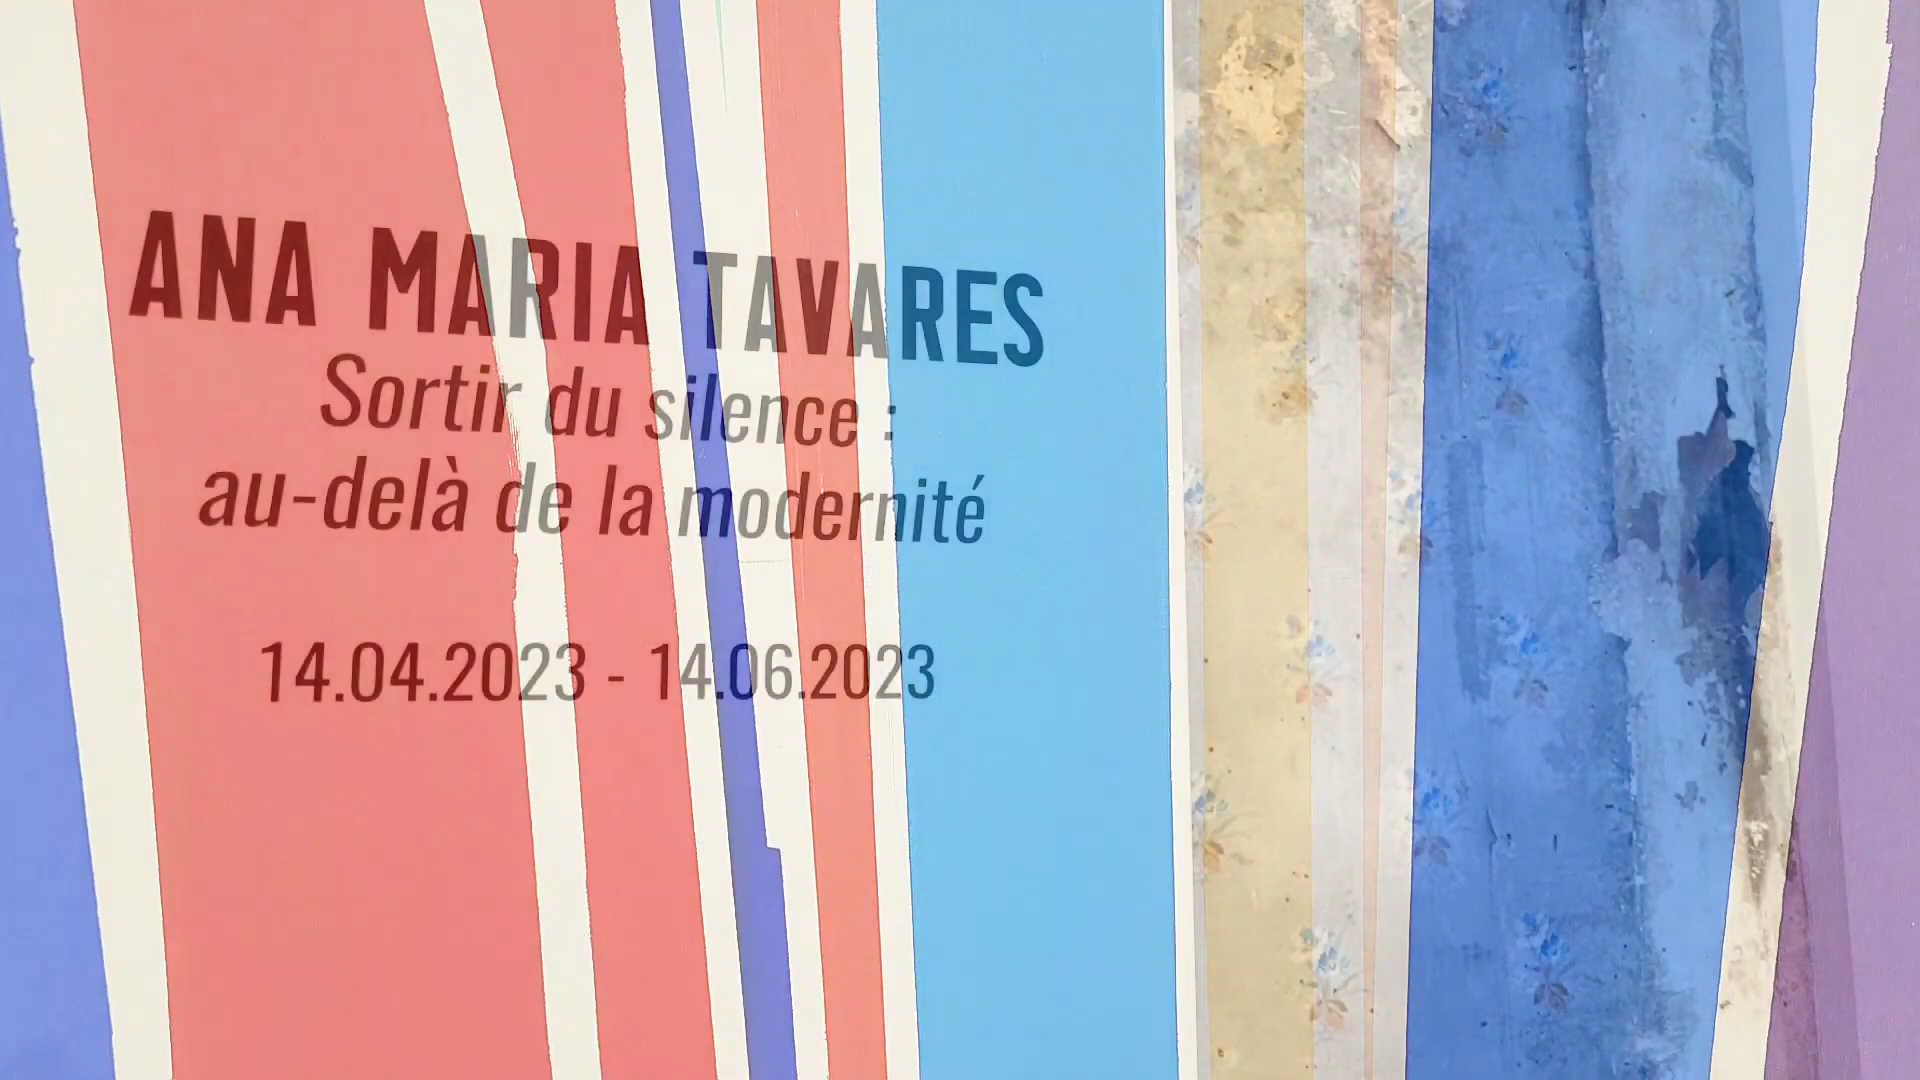 ANA MARIA TAVARES
Sortir du silence :
au-delà de la modernité
14.04.2023 - 14.06.2023